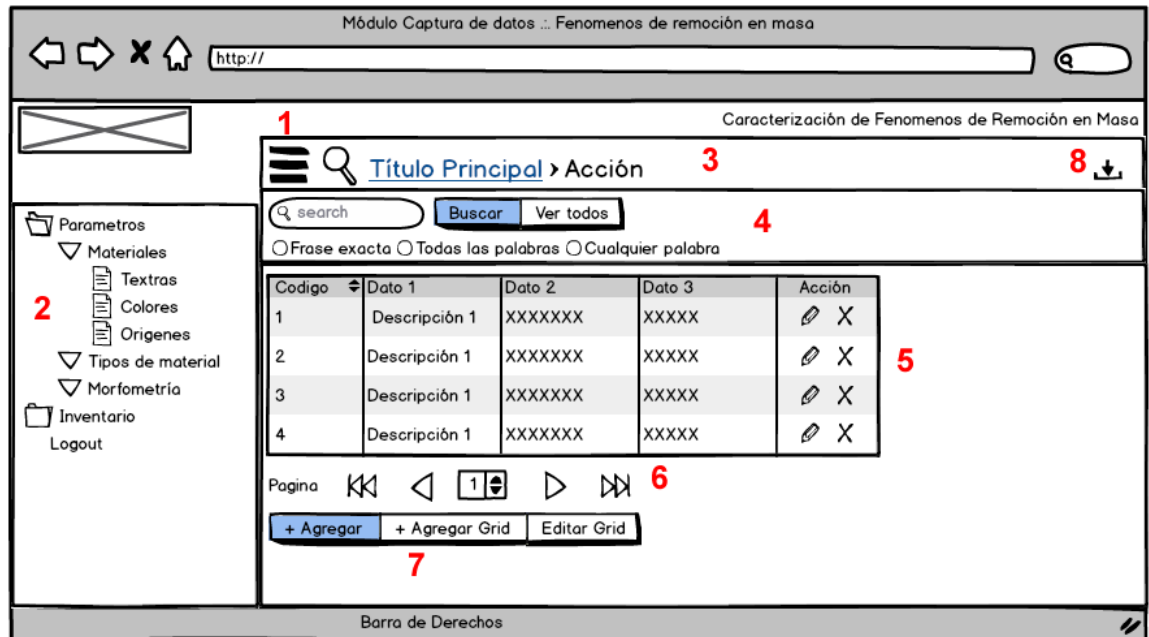 Módulo Captura de datos .:. Fenomenos de remoción en masa
http://
Caracterización de Fenomenos de Remoción en Masa
1
Título Principal > Acción
3
8
search
Buscar
Ver todos
4
Frase exacta Todas las palabras Cualquier palabra
Parametros
Materiales
Textras
Colores
Origenes
Tipos de material
Morfometría
Inventario
Logout
2
Codigo Dato 1 Dato 2 Dato 3 Acción
1 Descripción 1 XXXXXXX XXXXX X
2 Descripción 1 XXXXXXX XXXXX X
3 Descripción 1 XXXXXXX XXXXX X
4 Descripción 1 XXXXXXX XXXXX X
5
Pagina 1
6
+ Agregar + Agregar Grid Editar Grid
7
Barra de Derechos